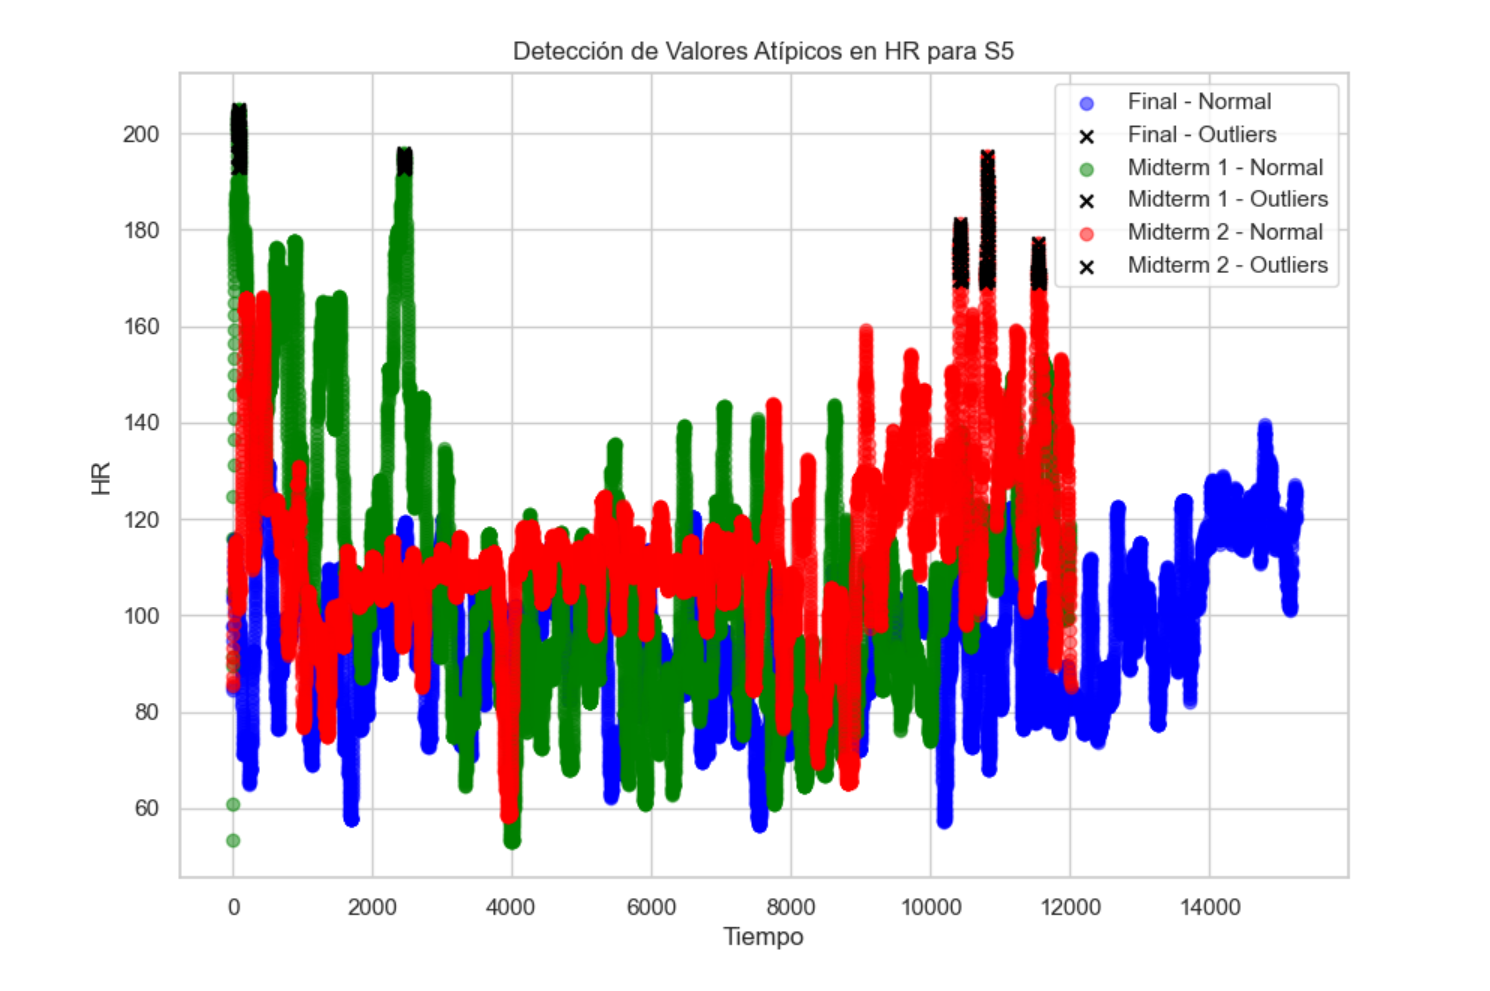 Detección de Valores Atípicos en HR para S5
Final - Normal
Final - Outliers
Midterm 1 - Normal
Midterm 1 - Outliers
Midterm 2 - Normal
Midterm 2 - Outliers
HR
200
180
160
140
120
100
80
60
0 2000 4000 6000 8000 10000 12000 14000
Tiempo